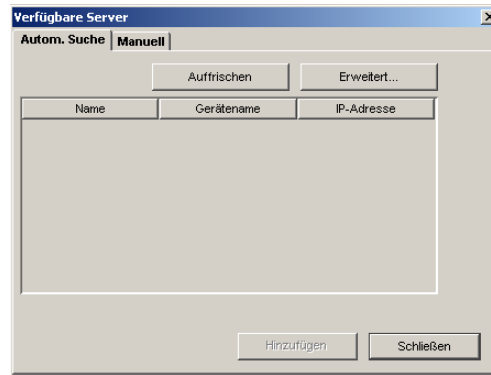 Verfügbare Server
Autom. Suche Manuell
Auffrischen Erweitert...
Name Gerätename IP-Adresse
Hinzufügen Schließen